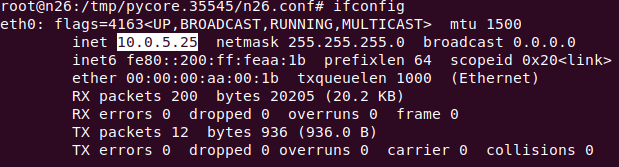 root@n26:/tmp/pycore.35545/n26.conf# ifconfig
eth0: flags=4163<UP,BROADCAST,RUNNING,MULTICAST>  mtu 1500
        inet 10.0.5.25  netmask 255.255.255.0  broadcast 0.0.0.0
        inet6 fe80::200:ff:feaa:1b  prefixlen 64  scopeid 0x20<link>
        ether 00:00:00:aa:00:1b  txqueuelen 1000  (Ethernet)
        RX packets 200  bytes 20205 (20.2 KB)
        RX errors 0  dropped 0  overruns 0  frame 0
        TX packets 12  bytes 936 (936.0 B)
        TX errors 0  dropped 0 overruns 0  carrier 0  collisions 0